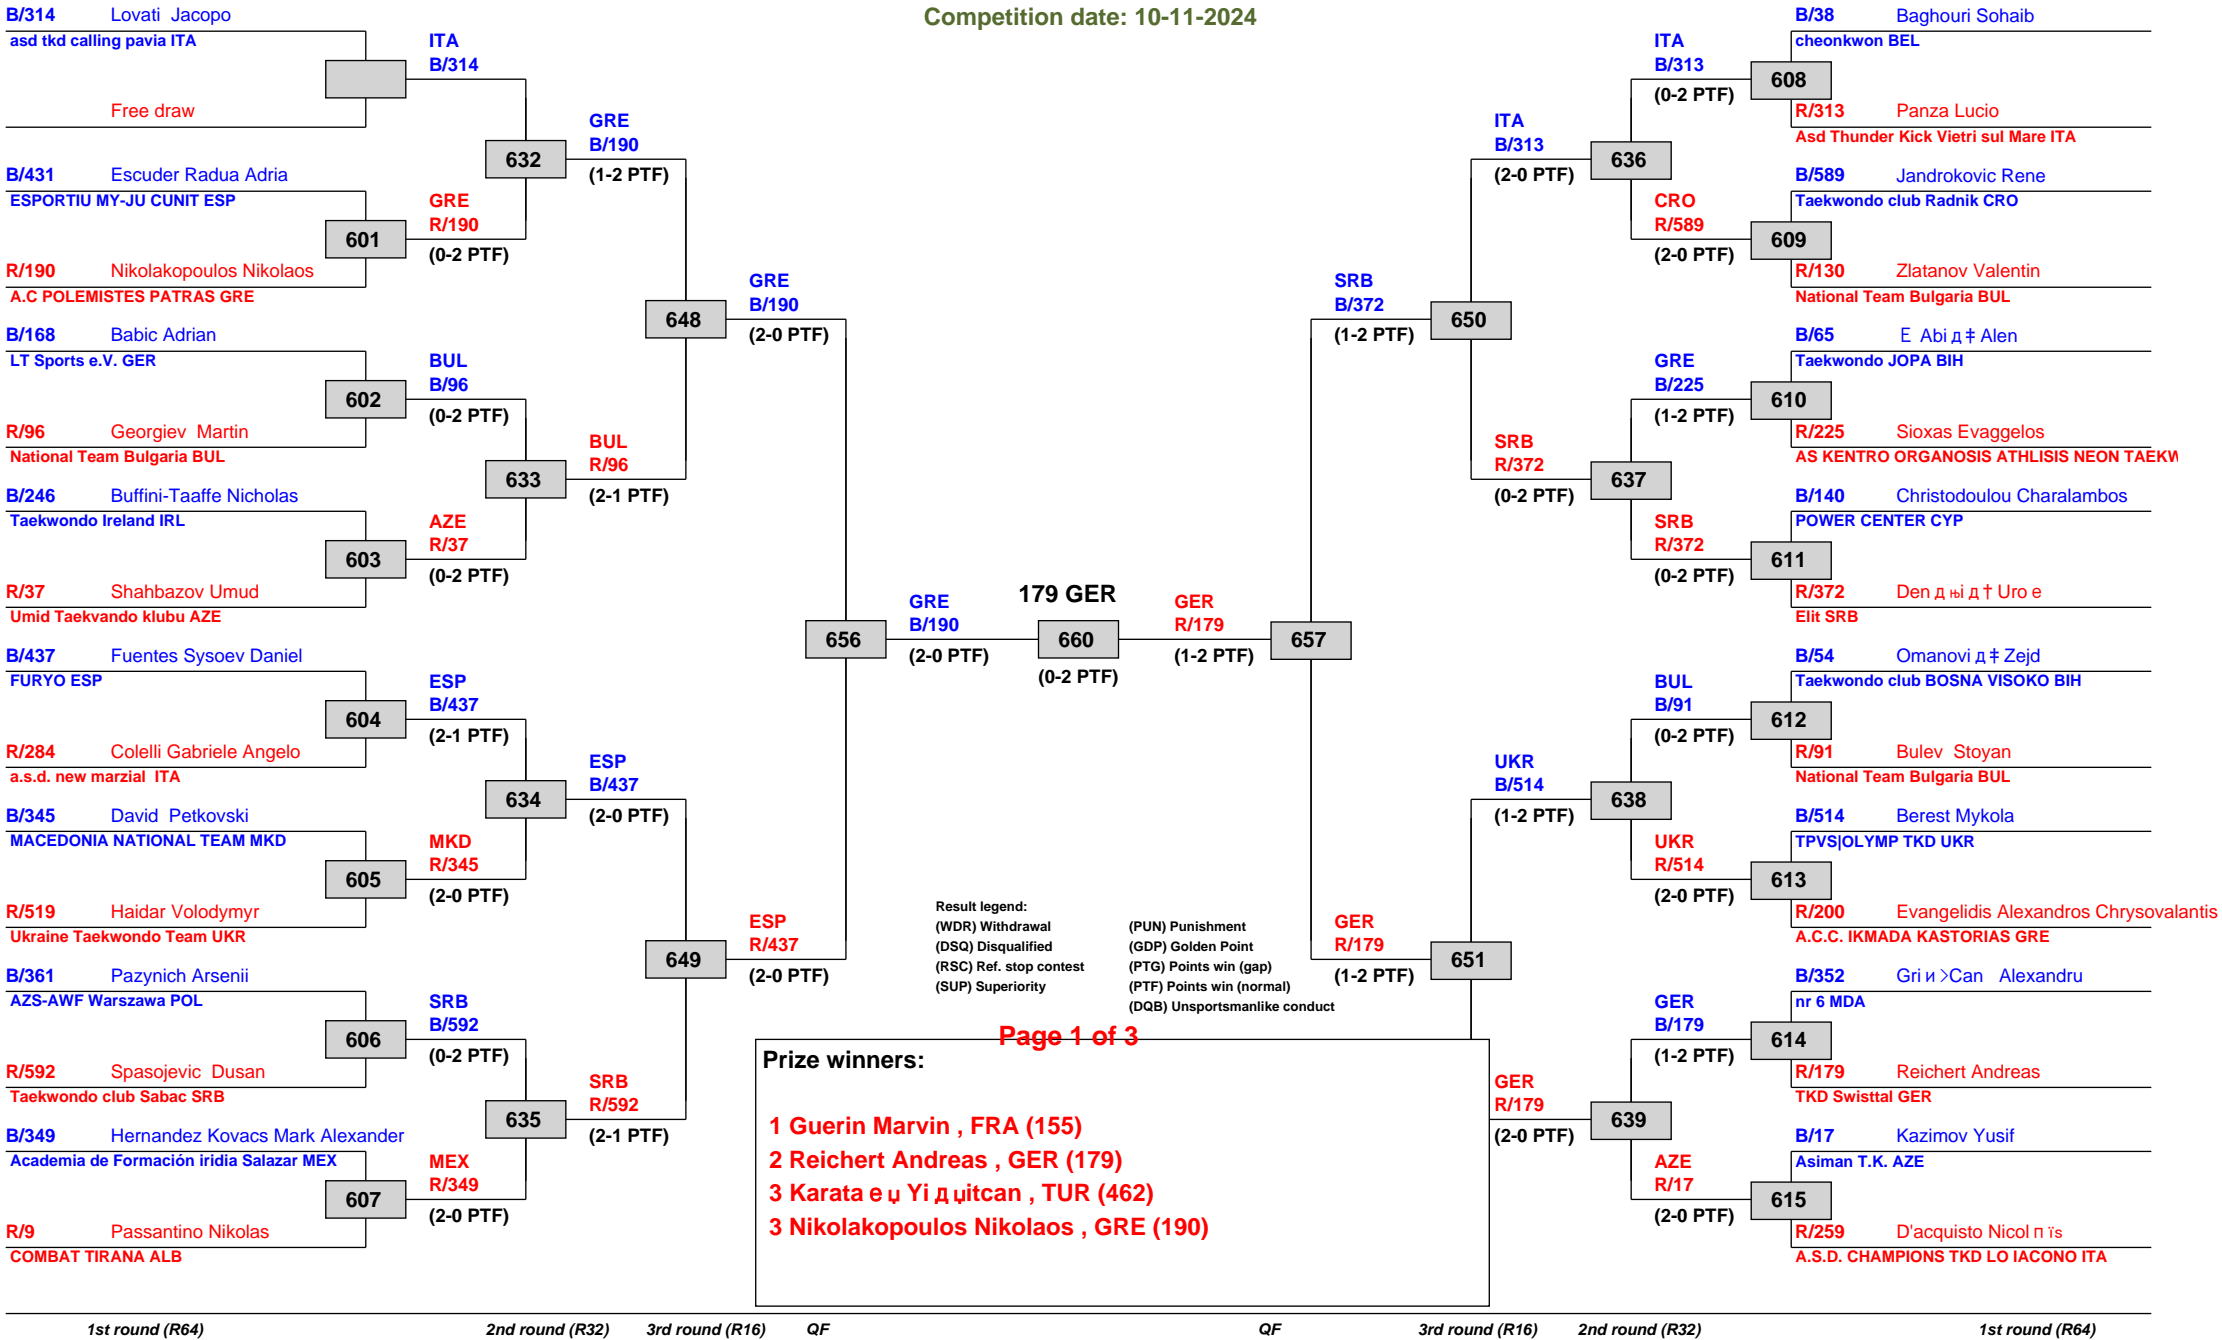 Competition date: 10-11-2024
B/314 Lovati Jacopo
asd tkd calling pavia ITA
Free draw
B/431 Escuder Radua Adria
ESPORTIU MY-JU CUNIT ESP
601
R/190 Nikolakopoulos Nikolaos
A.C POLEMISTES PATRAS GRE
B/168 Babic Adrian
LT Sports e.V. GER
602
R/96 Georgiev Martin
National Team Bulgaria BUL
B/246 Buffini-Taaffe Nicholas
Taekwondo Ireland IRL
603
R/37 Shahbazov Umud
Umid Taekvando klubu AZE
B/437 Fuentes Sysoev Daniel
FURYO ESP
604
R/284 Colelli Gabriele Angelo
a.s.d. new marzial ITA
B/345 David Petkovski
MACEDONIA NATIONAL TEAM MKD
605
R/519 Haidar Volodymyr
Ukraine Taekwondo Team UKR
B/361 Pazynich Arsenii
AZS-AWF Warszawa POL
606
R/592 Spasojevic Dusan
Taekwondo club Sabac SRB
B/349 Hernandez Kovacs Mark Alexander
Academia de Formación iridia Salazar MEX
607
R/9 Passantino Nikolas
COMBAT TIRANA ALB
ITA
B/314
632
GRE
R/190
(0-2 PTF)
BUL
B/96
(0-2 PTF)
633
AZE
R/37
(0-2 PTF)
ESP
B/437
(2-1 PTF)
634
MKD
R/345
(2-0 PTF)
SRB
B/592
(0-2 PTF)
635
MEX
R/349
(2-0 PTF)
GRE
B/190
(1-2 PTF)
648
BUL
R/96
(2-1 PTF)
ESP
B/437
(2-0 PTF)
649
SRB
R/592
(2-1 PTF)
GRE
B/190
(2-0 PTF)
656
ESP
R/437
(2-0 PTF)
GRE
B/190
(2-0 PTF)
179 GER
660
(0-2 PTF)
GER
R/179
(1-2 PTF)
657
SRB
B/372
(1-2 PTF)
650
GER
R/179
(1-2 PTF)
651
ITA
B/313
(2-0 PTF)
636
SRB
R/372
(0-2 PTF)
637
UKR
B/514
(1-2 PTF)
638
GER
R/179
(2-0 PTF)
639
ITA
B/313
(0-2 PTF)
608
CRO
R/589
(2-0 PTF)
609
GRE
B/225
(1-2 PTF)
610
SRB
R/372
(0-2 PTF)
611
BUL
B/91
(0-2 PTF)
612
UKR
R/514
(2-0 PTF)
613
GER
B/179
(1-2 PTF)
614
AZE
R/17
(2-0 PTF)
615
B/38 Baghouri Sohaib
cheonkwon BEL
R/313 Panza Lucio
Asd Thunder Kick Vietri sul Mare ITA
B/589 Jandrokovic Rene
Taekwondo club Radnik CRO
R/130 Zlatanov Valentin
National Team Bulgaria BUL
B/65 Е Abiд‡ Alen
Taekwondo JOPA BIH
R/225 Sioxas Evaggelos
AS KENTRO ORGANOSIS ATHLISIS NEON TAEKW
B/140 Christodoulou Charalambos
POWER CENTER CYP
R/372 Denдњiд† Uroе
Elit SRB
B/54 Omanoviд‡ Zejd
Taekwondo club BOSNA VISOKO BIH
R/91 Bulev Stoyan
National Team Bulgaria BUL
B/514 Berest Mykola
TPVS|OLYMP TKD UKR
R/200 Evangelidis Alexandros Chrysovalantis
A.C.C. IKMADA KASTORIAS GRE
B/352 Griи>Can Alexandru
nr 6 MDA
R/179 Reichert Andreas
TKD Swisttal GER
B/17 Kazimov Yusif
Asiman T.K. AZE
R/259 D'acquisto Nicolпїѕ
A.S.D. CHAMPIONS TKD LO IACONO ITA
Result legend:
(WDR) Withdrawal
(DSQ) Disqualified
(RSC) Ref. stop contest
(SUP) Superiority
(PUN) Punishment
(GDP) Golden Point
(PTG) Points win (gap)
(PTF) Points win (normal)
(DQB) Unsportsmanlike conduct
Page 1 of 3
Prize winners:
1 Guerin Marvin , FRA (155)
2 Reichert Andreas , GER (179)
3 Karataеџ Yiдџitcan , TUR (462)
3 Nikolakopoulos Nikolaos , GRE (190)
1st round (R64) 2nd round (R32) 3rd round (R16) QF QF 3rd round (R16) 2nd round (R32) 1st round (R64)